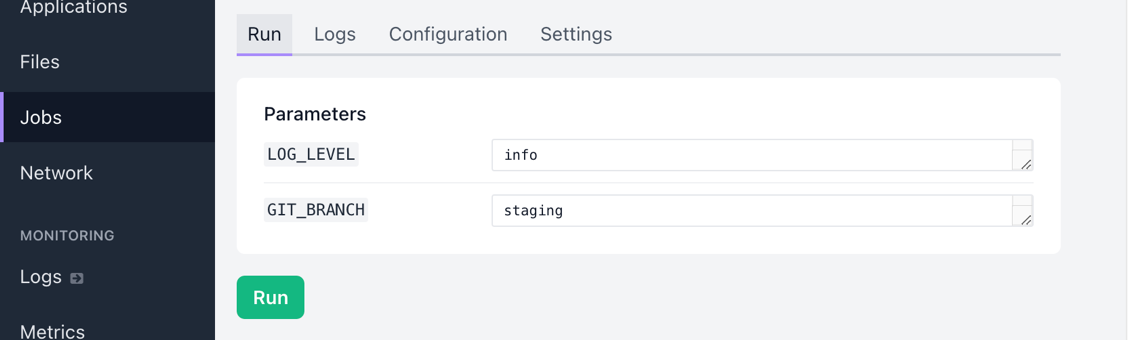 Applications
Files
Jobs
Network
MONITORING
Logs
Metrics
Run Logs Configuration Settings
Parameters
LOG_LEVEL info
GIT_BRANCH staging
Run